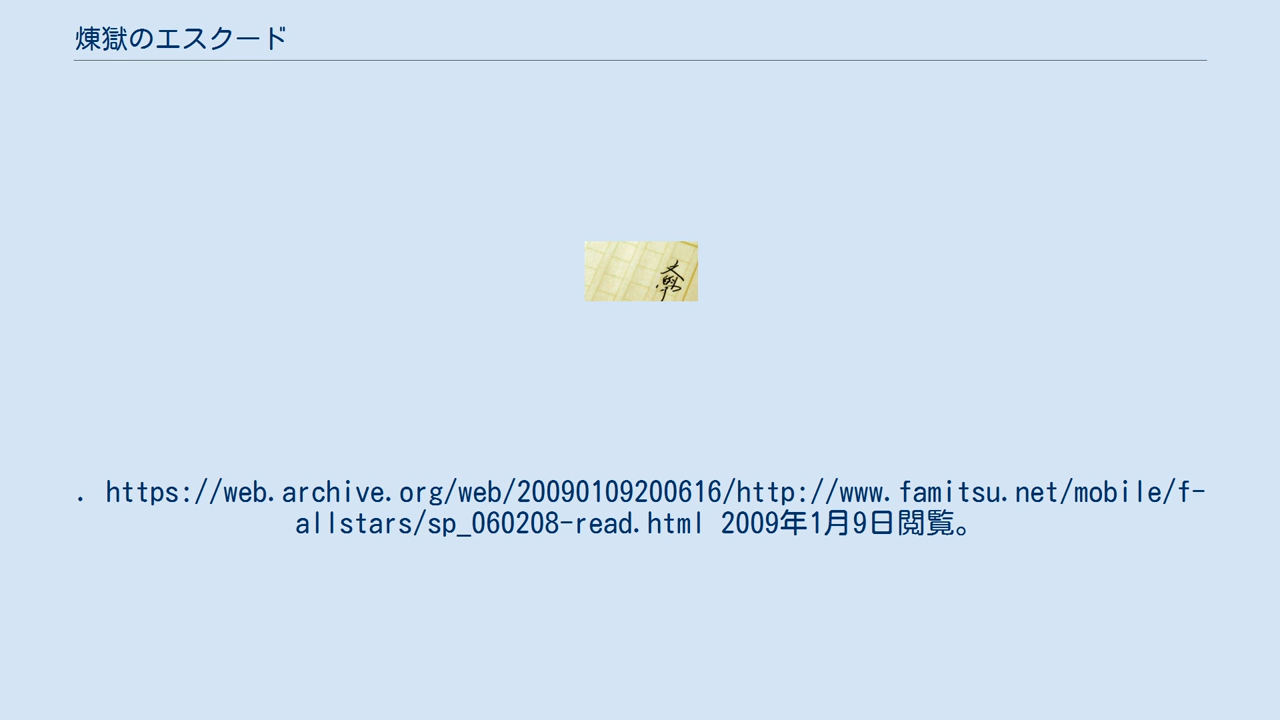 煉獄のエスクード
. https://web.archive.org/web/20090109200616/http://www.famitsu.net/mobile/f-
allstars/sp_060208-read.html 2009年1月9日閲覧。